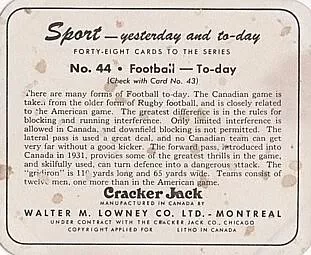 Sport — yesterday and to-day
FORTY-EIGHT CARDS TO THE SERIES
No. 44 • Football — To-day
(Check with Card No. 43)
There are many forms of Football to-day. The Canadian game is
taken from the older form of Rugby football, and is closely related
to the American game. The greatest difference is in the rules for
blocking and running interference. Only limited interference is
allowed in Canada, and downfield blocking is not permitted. The
lateral pass is used a great deal, and no Canadian team can get
very far without a good kicker. The forward pass, introduced into
Canada in 1931, provides some of the greatest thrills in the game,
and skilfully used, can turn defence into a dangerous attack. The
"gridiron" is 110 yards long and 65 yards wide. Teams consist of
twelve men, one more than in the American game.
Cracker Jack
MANUFACTURED IN CANADA BY
WALTER M. LOWNEY CO. LTD. - MONTREAL
UNDER CONTRACT WITH THE CRACKER JACK CO., CHICAGO
COPYRIGHT APPLIED FOR LITHO IN CANADA